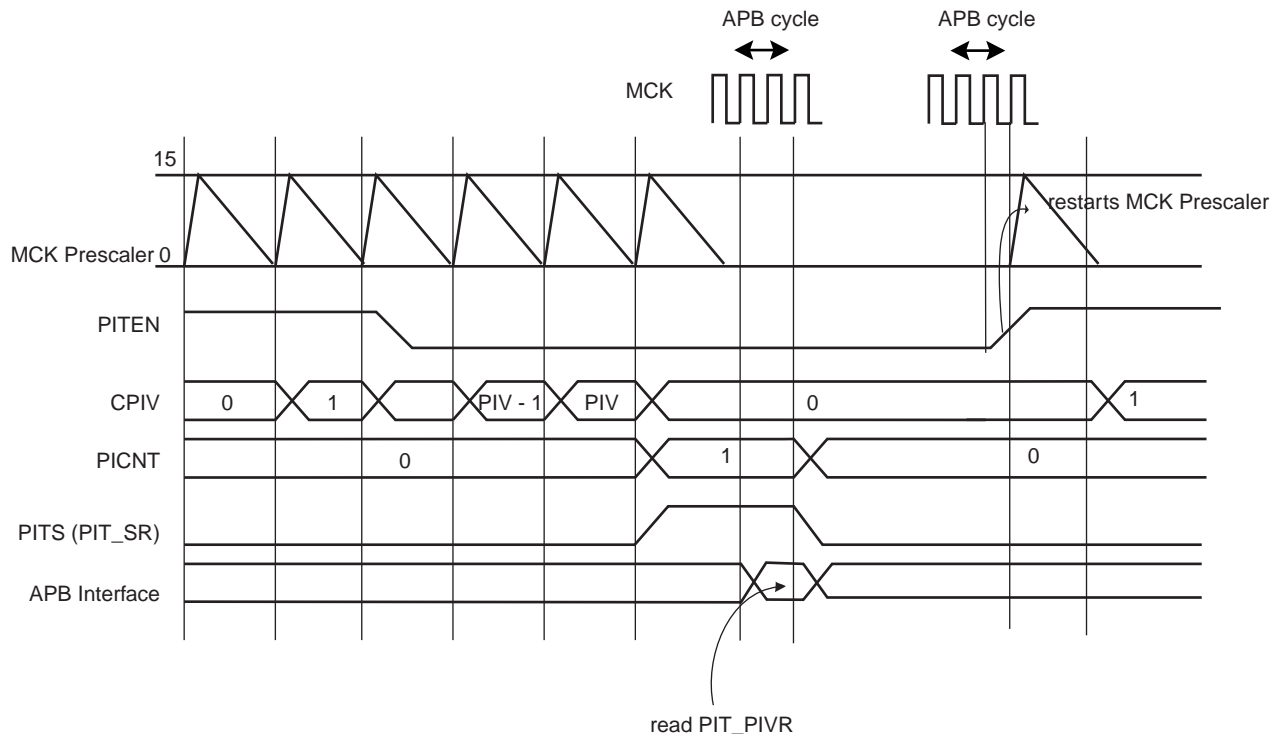 APB cycle
APB cycle
MCK
15
restarts MCK Prescaler
MCK Prescaler 0
PITEN
CPIV
0
1
PIV - 1
PIV
0
1
PICNT
0
1
0
PITS (PIT_SR)
APB Interface
read PIT_PIVR